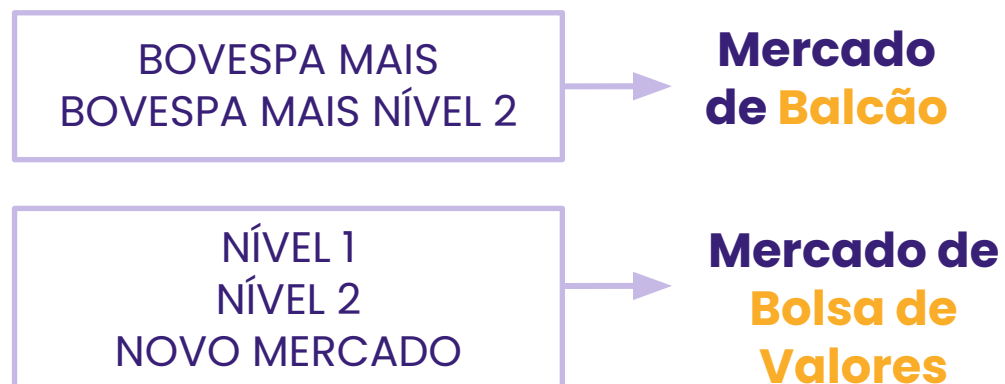 BOVESPA MAIS
BOVESPA MAIS NÍVEL 2
Mercado
de Balcão
NÍVEL 1
NÍVEL 2
NOVO MERCADO
Mercado de
Bolsa de
Valores